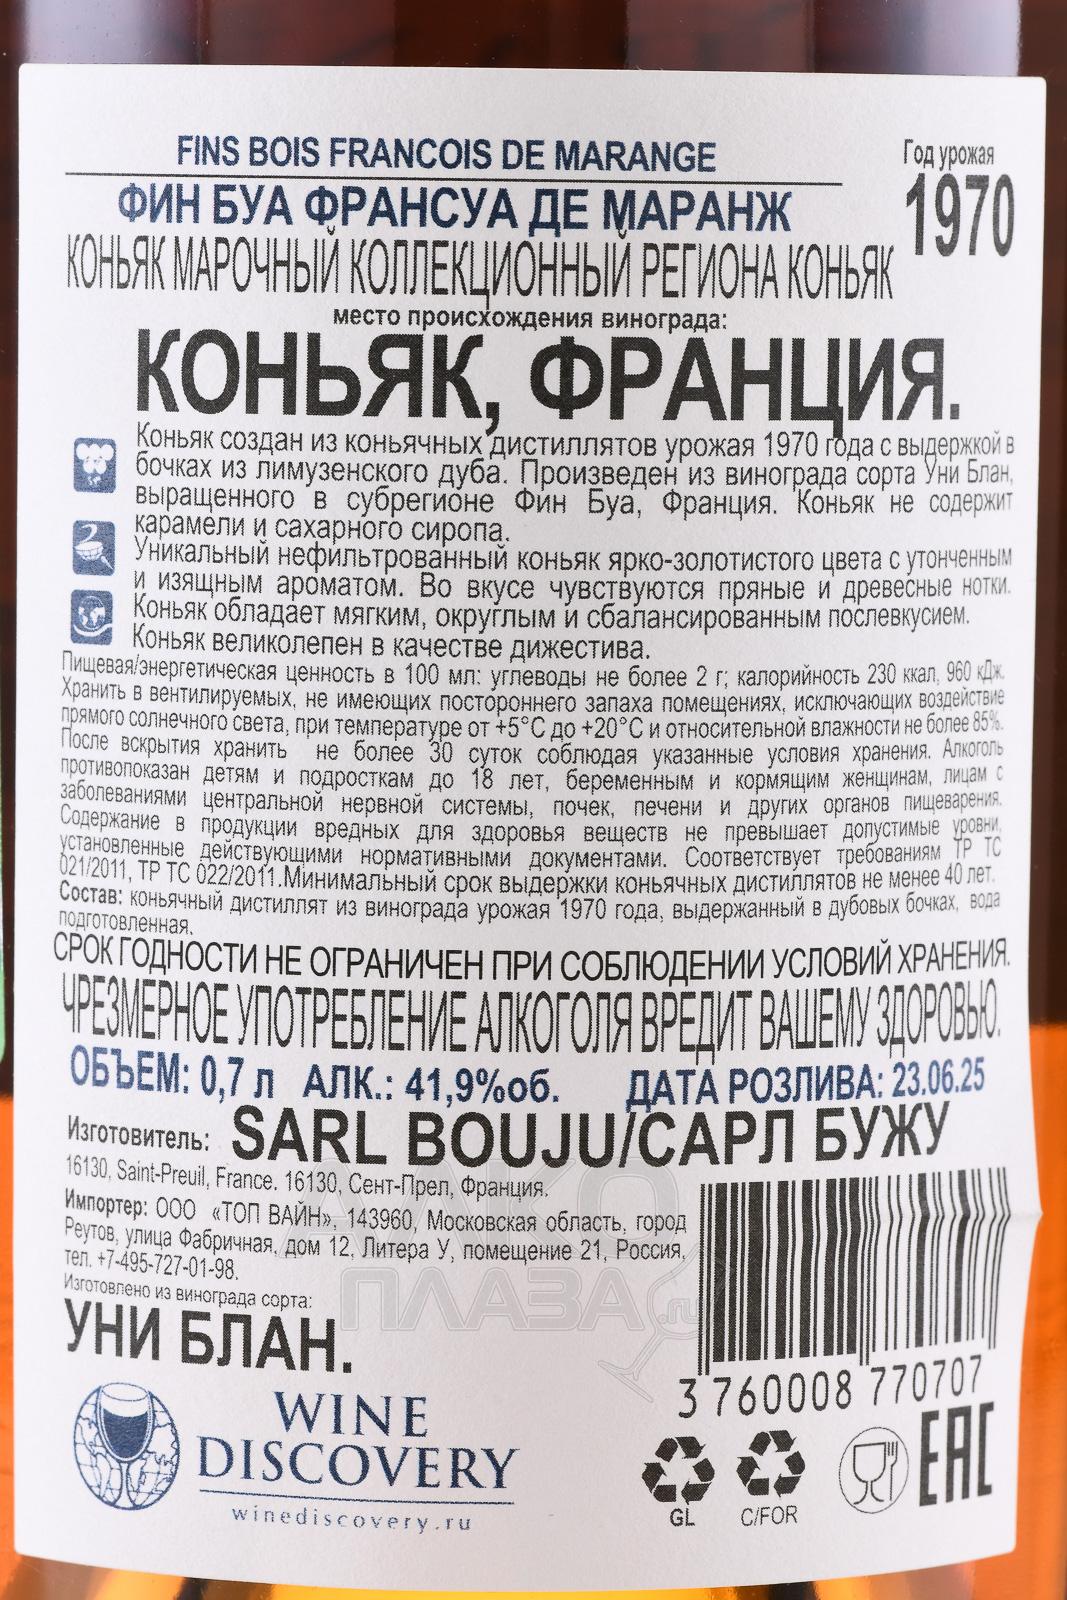 FINS BOIS FRANCOIS DE MARANGE
ФИН БУА ФРАНСУА ДЕ МАРАНЖ
Год урожая
1970
КОНЬЯК МАРОЧНЫЙ КОЛЛЕКЦИОННЫЙ РЕГИОНА КОНЬЯК
место происхождения винограда:
КОНЬЯК, ФРАНЦИЯ.
Коньяк создан из коньячных дистиллятов урожая 1970 года с выдержкой в
бочках из лимузенского дуба. Произведен из винограда сорта Уни Блан,
выращенного в субрегионе Фин Буа, Франция. Коньяк не содержит
карамели и сахарного сиропа.
Уникальный нефильтрованный коньяк ярко-золотистого цвета с утонченным
и изящным ароматом. Во вкусе чувствуются пряные и древесные нотки.
Коньяк обладает мягким, округлым и сбалансированным послевкусием.
Коньяк великолепен в качестве дижестива.
Пищевая/энергетическая ценность в 100 мл: углеводы не более 2 г; калорийность 230 ккал, 960 кДж.
Хранить в вентилируемых, не имеющих постороннего запаха помещениях, исключающих воздействие
прямого солнечного света, при температуре от +5°С до +20°С и относительной влажности не более 85%.
После вскрытия хранить не более 30 суток соблюдая указанные условия хранения. Алкоголь
противопоказан детям и подросткам до 18 лет, беременным и кормящим женщинам, лицам с
заболеваниями центральной нервной системы, почек, печени и других органов пищеварения.
Содержание в продукции вредных для здоровья веществ не превышает допустимые уровни,
установленные действующими нормативными документами. Соответствует требованиям ТР ТС
021/2011, ТР ТС 022/2011.Минимальный срок выдержки коньячных дистиллятов не менее 40 лет.
Состав: коньячный дистиллят из винограда урожая 1970 года, выдержанный в дубовых бочках, вода
подготовленная.
СРОК ГОДНОСТИ НЕ ОГРАНИЧЕН ПРИ СОБЛЮДЕНИИ УСЛОВИЙ ХРАНЕНИЯ.
ЧРЕЗМЕРНОЕ УПОТРЕБЛЕНИЕ АЛКОГОЛЯ ВРЕДИТ ВАШЕМУ ЗДОРОВЬЮ.
ОБЪЕМ: 0,7 л АЛК.: 41,9%об. ДАТА РОЗЛИВА: 23.06.25
Изготовитель: SARL BOUJU/САРЛ БУЖУ
16130, Saint-Preuil, France. 16130, Сент-Прел, Франция.
Импортер: ООО «ТОП ВАЙН», 143960, Московская область, город
Реутов, улица Фабричная, дом 12, Литера У, помещение 21, Россия,
тел. +7-495-727-01-98.
Изготовлено из винограда сорта:
УНИ БЛАН.
3 760008 770707
WINE
DISCOVERY
winediscovery.ru
GL
C/FOR
EAC
АЛКО
ПЛАЗА.ru